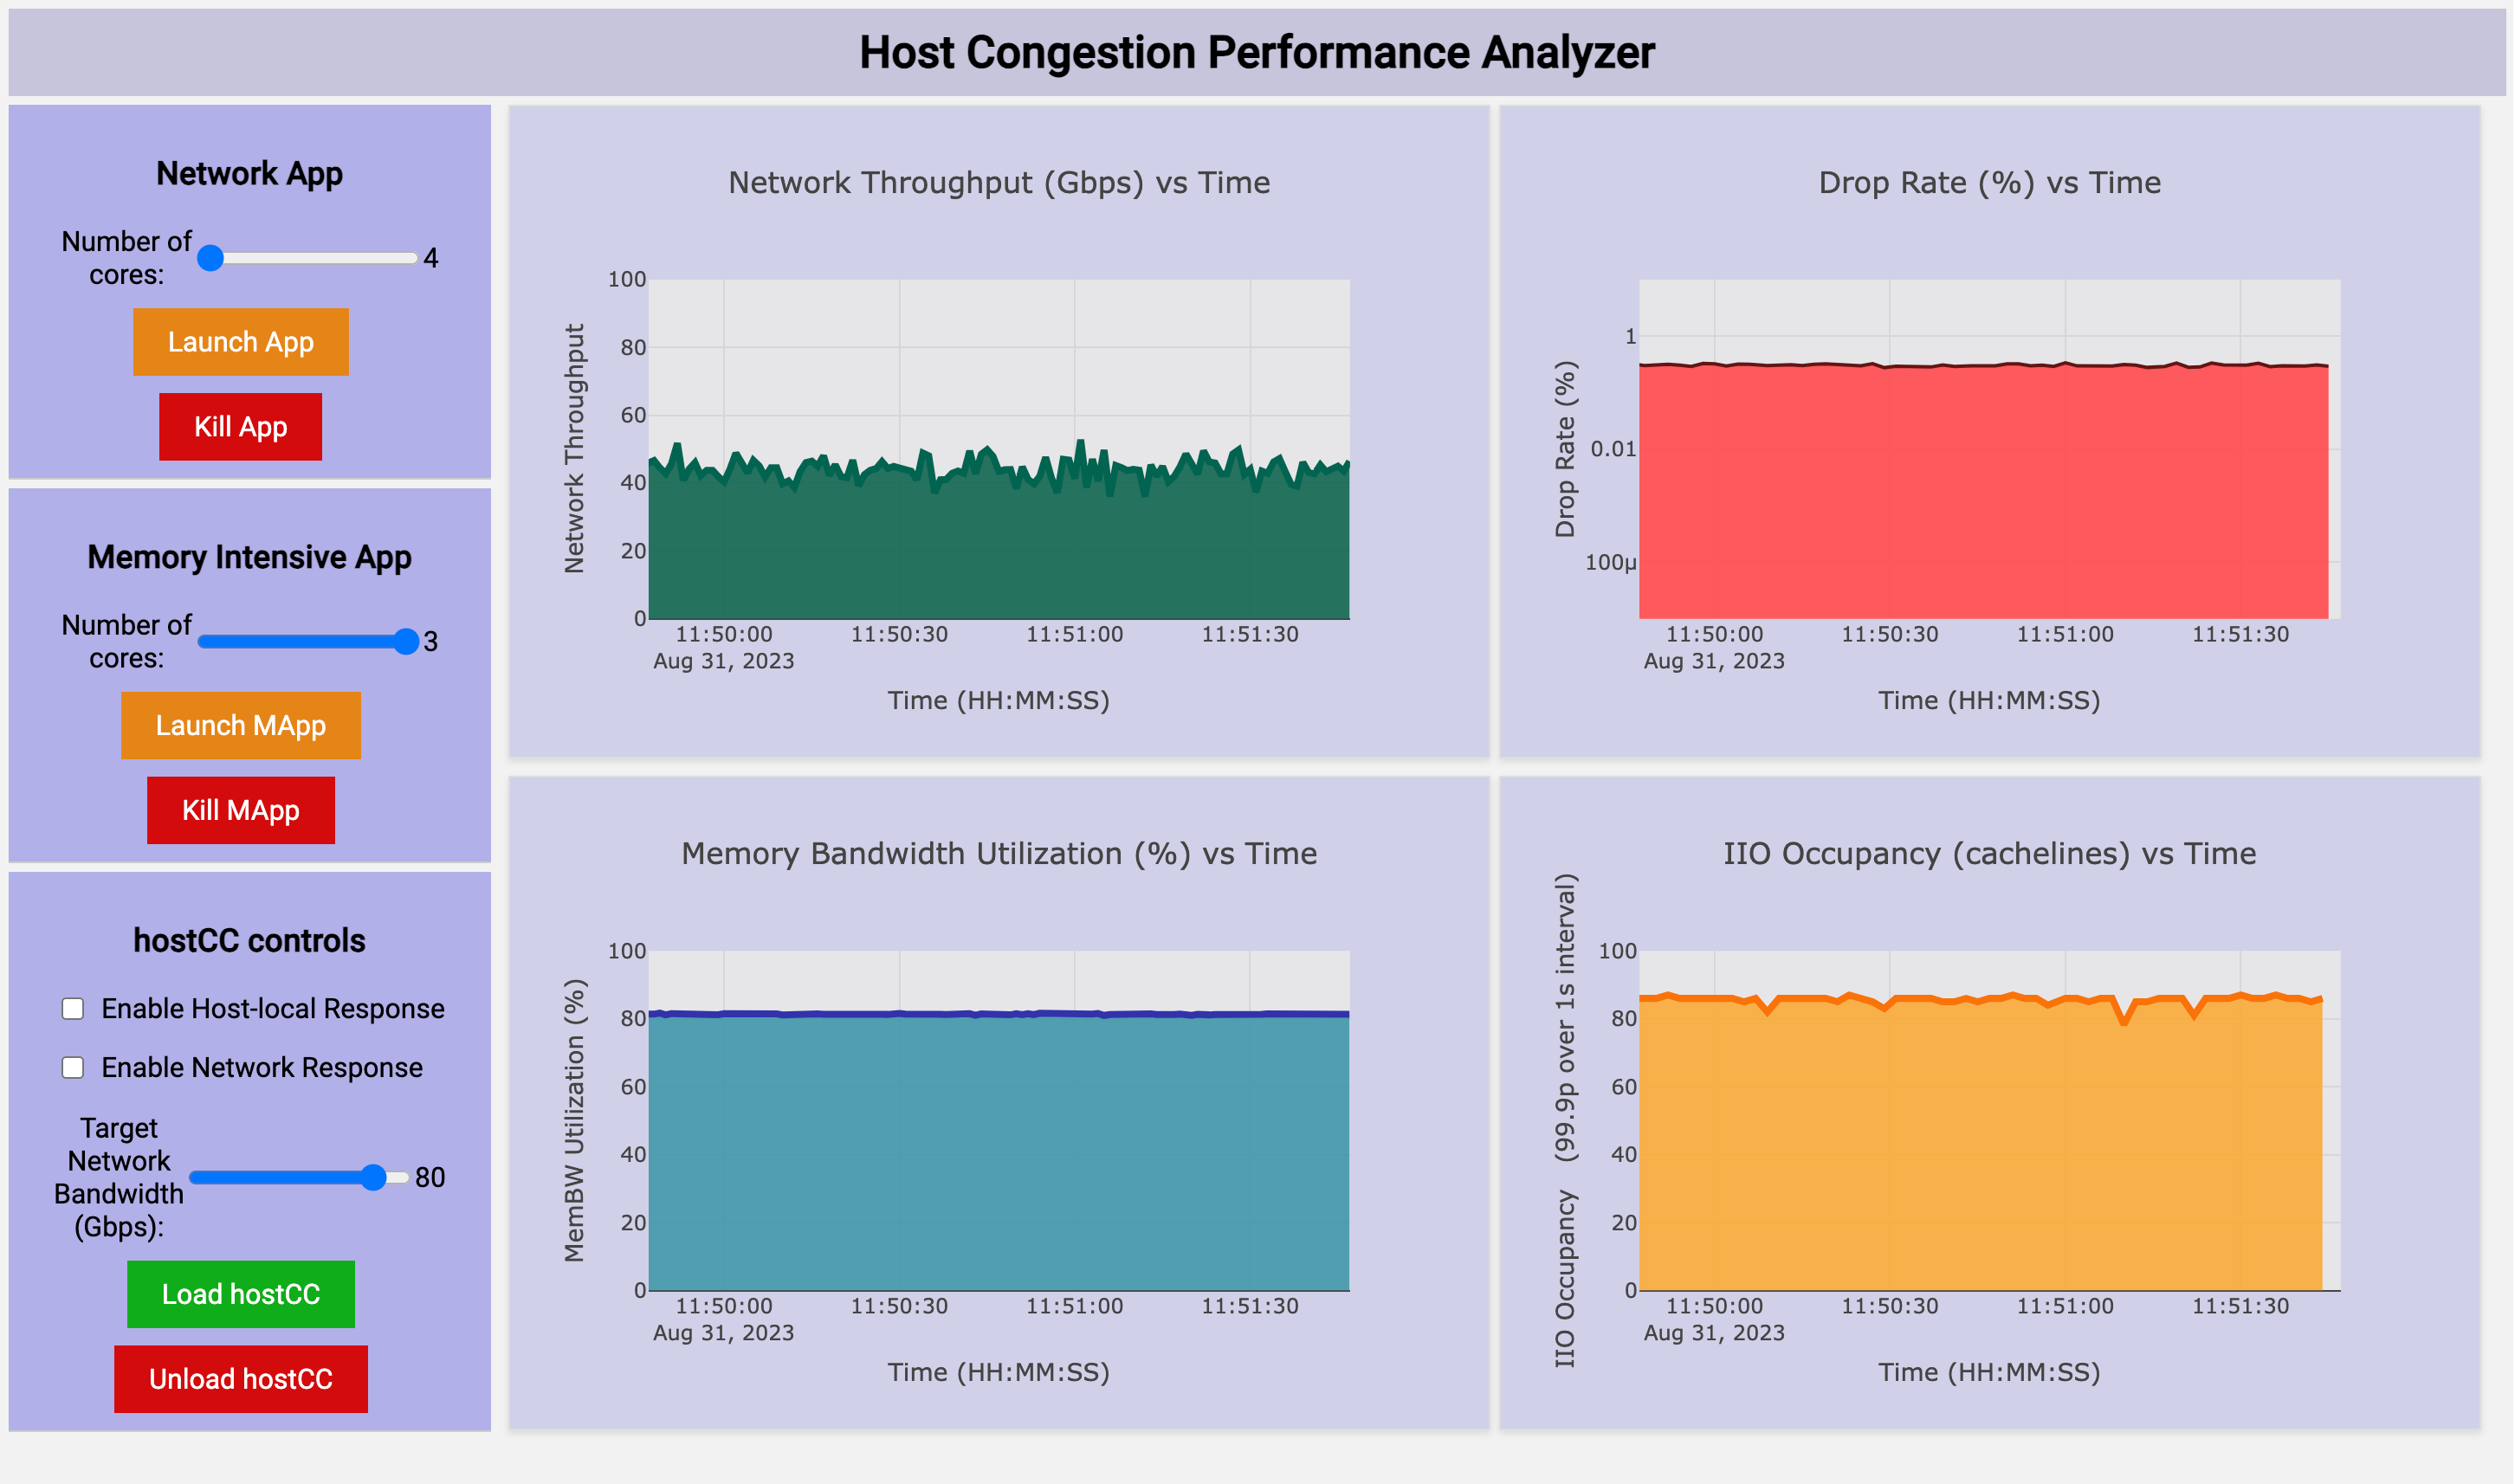 Host Congestion Performance Analyzer
Network App
Number of
cores:
4
Launch App
Kill App
Memory Intensive App
Number of
cores:
3
Launch MApp
Kill MApp
hostCC controls
Enable Host-local Response
Enable Network Response
Target
Network
Bandwidth
(Gbps):
80
Load hostCC
Unload hostCC
Network Throughput (Gbps) vs Time
Network Throughput
100
80
60
40
20
0
11:50:00 11:50:30 11:51:00 11:51:30
Aug 31, 2023
Time (HH:MM:SS)
Drop Rate (%) vs Time
Drop Rate (%)
1
0.01
100μ
11:50:00 11:50:30 11:51:00 11:51:30
Aug 31, 2023
Time (HH:MM:SS)
Memory Bandwidth Utilization (%) vs Time
MemBW Utilization (%)
100
80
60
40
20
0
11:50:00 11:50:30 11:51:00 11:51:30
Aug 31, 2023
Time (HH:MM:SS)
IIO Occupancy (cachelines) vs Time
IIO Occupancy (99.9p over 1s interval)
100
80
60
40
20
0
11:50:00 11:50:30 11:51:00 11:51:30
Aug 31, 2023
Time (HH:MM:SS)